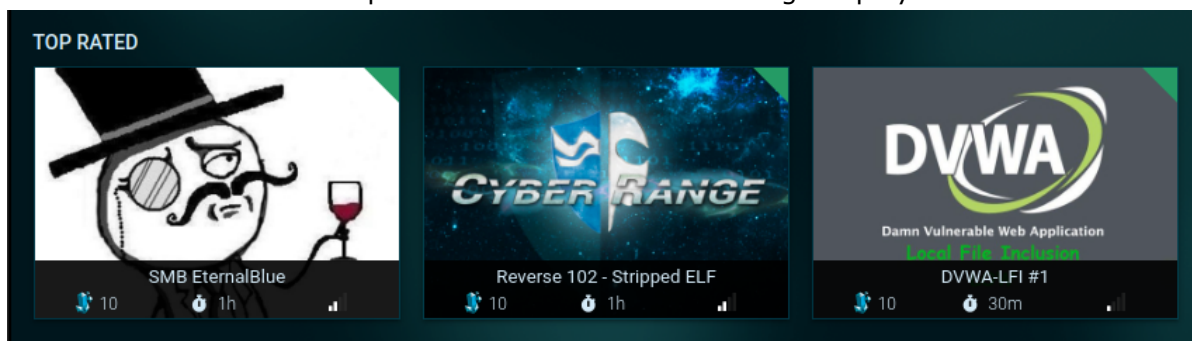 TOP RATED
CYBER RANGE
DVWA
Damn Vulnerable Web Application
Local File Inclusion
SMB EternalBlue
Reverse 102 - Stripped ELF
DVWA-LFI #1
10
1h
10
1h
10
30m